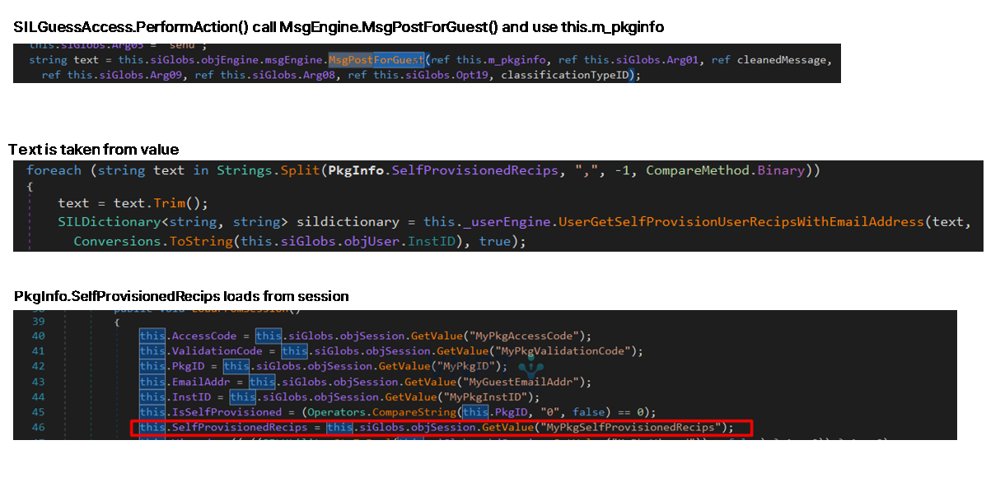 SILGuessAccess.PerformAction() call MsgEngine.MsgPostForGuest() and use this.m_pkginfo
this.siGlobs.Arg05 = "send";
string text = this.siGlobs.objEngine.msgEngine.MsgPostForGuest(ref this.m_pkginfo, ref this.siGlobs.Arg01, ref cleanedMessage,
ref this.siGlobs.Arg09, ref this.siGlobs.Arg08, ref this.siGlobs.Opt19, classificationTypeID);
Text is taken from value
foreach (string text in Strings.Split(PkgInfo.SelfProvisionedRecips, ",", -1, CompareMethod.Binary))
{
text = text.Trim();
SILDictionary<string, string> sildictionary = this._userEngine.UserGetSelfProvisionUserRecipsWithEmailAddress(text,
Conversions.ToString(this.siGlobs.objUser.InstID), true);
PkgInfo.SelfProvisionedRecips loads from session
public void LoadFromSession()
39 {
40 this.AccessCode = this.siGlobs.objSession.GetValue("MyPkgAccessCode");
41 this.ValidationCode = this.siGlobs.objSession.GetValue("MyPkgValidationCode");
42 this.PkgID = this.siGlobs.objSession.GetValue("MyPkgID");
43 this.EmailAddr = this.siGlobs.objSession.GetValue("MyGuestEmailAddr");
44 this.InstID = this.siGlobs.objSession.GetValue("MyPkgInstID");
45 this.IsSelfProvisioned = (Operators.CompareString(this.PkgID, "0", false) == 0);
46 this.SelfProvisionedRecips = this.siGlobs.objSession.GetValue("MyPkgSelfProvisionedRecips");